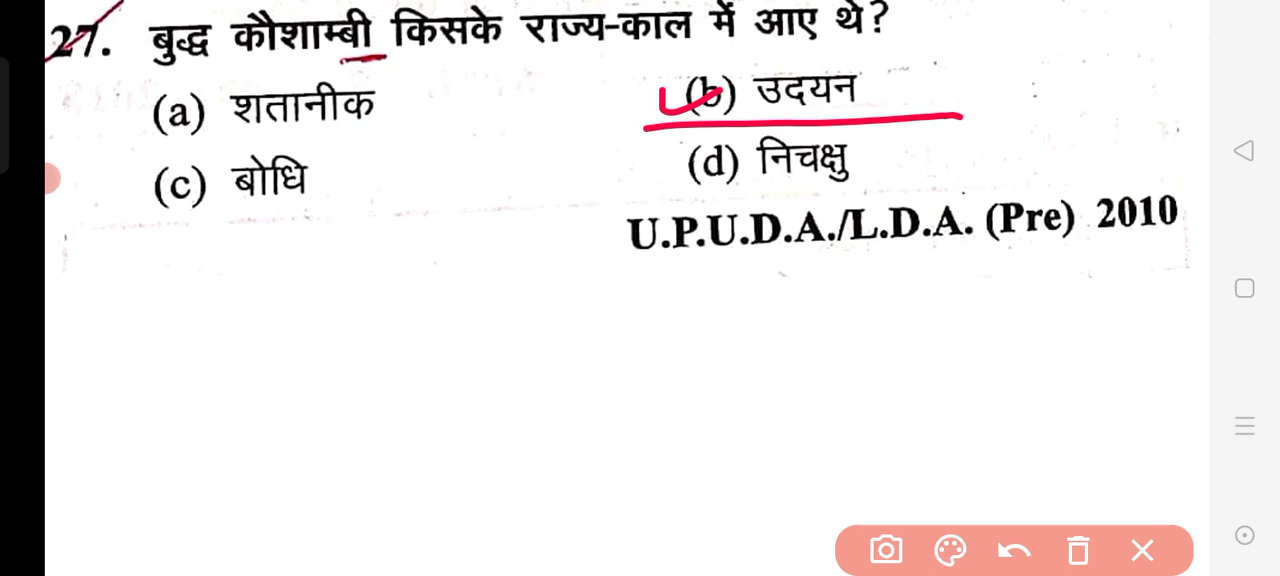 27. बुद्ध कौशाम्बी किसके राज्य-काल में आए थे?
(a) शतानीक (b) उदयन
(c) बोधि (d) निचक्षु
U.P.U.D.A./L.D.A. (Pre) 2010